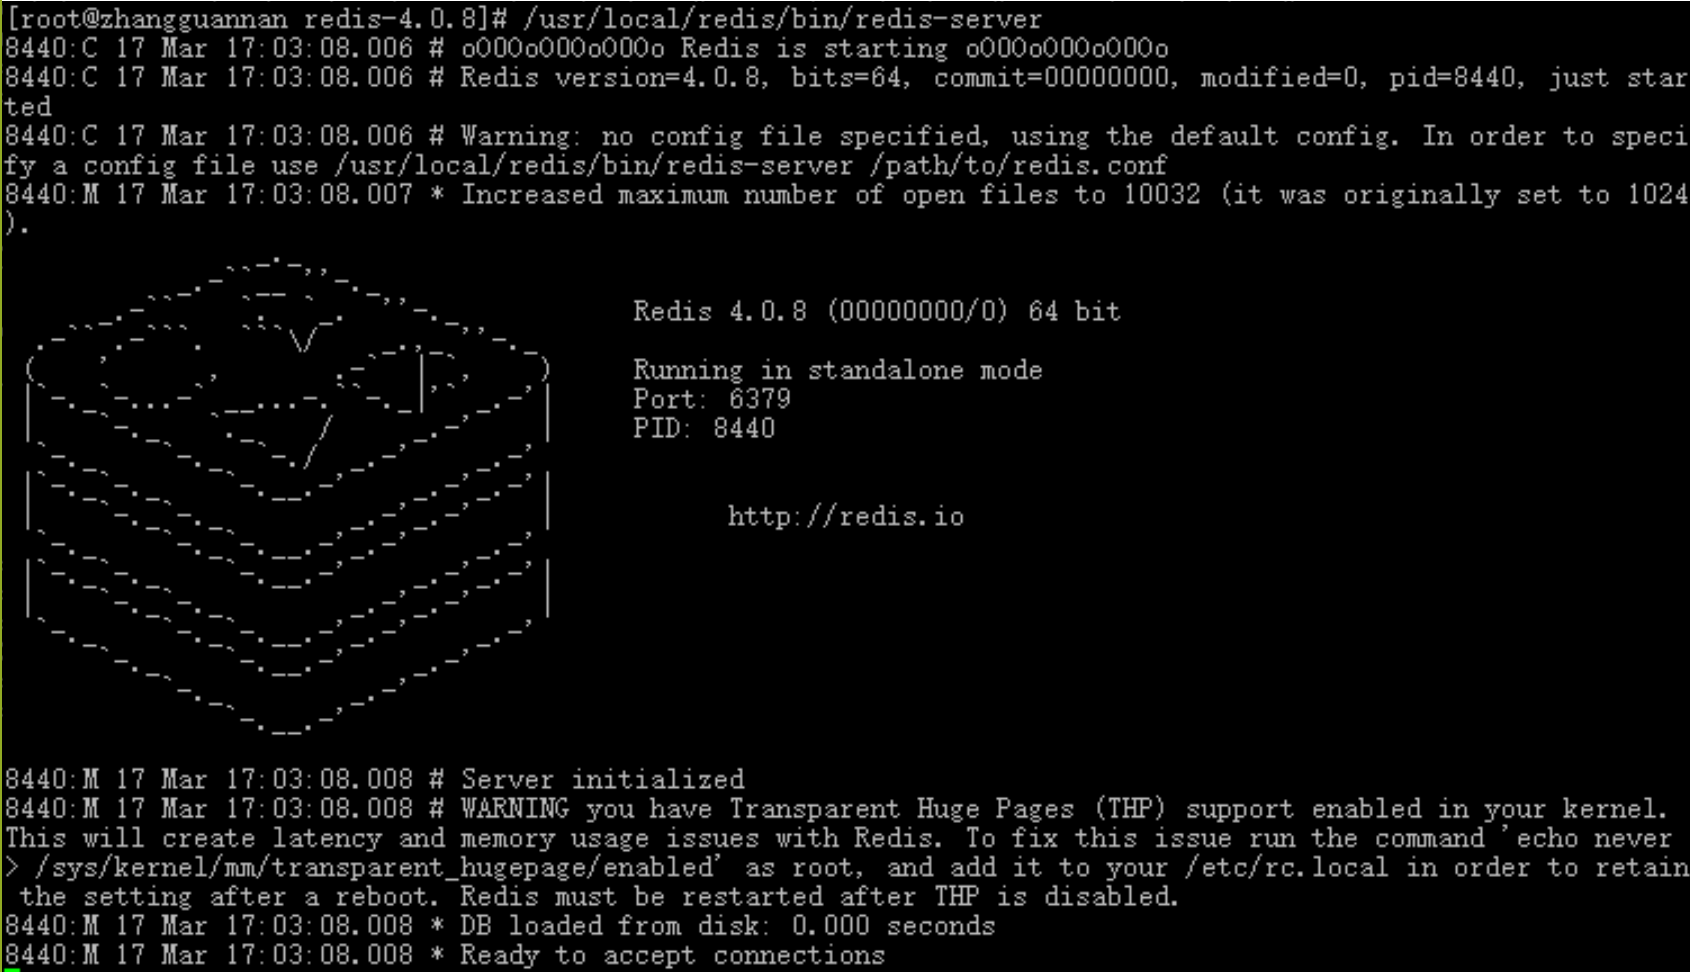 [root@zhangguannan redis-4.0.8]# /usr/local/redis/bin/redis-server
8440:C 17 Mar 17:03:08.006 # oO0OoO0OoO0Oo Redis is starting oO0OoO0OoO0Oo
8440:C 17 Mar 17:03:08.006 # Redis version=4.0.8, bits=64, commit=00000000, modified=0, pid=8440, just star
ted
8440:C 17 Mar 17:03:08.006 # Warning: no config file specified, using the default config. In order to speci
fy a config file use /usr/local/redis/bin/redis-server /path/to/redis.conf
8440:M 17 Mar 17:03:08.007 * Increased maximum number of open files to 10032 (it was originally set to 1024
).
Redis 4.0.8 (00000000/0) 64 bit
Running in standalone mode
Port: 6379
PID: 8440
http://redis.io
8440:M 17 Mar 17:03:08.008 # Server initialized
8440:M 17 Mar 17:03:08.008 # WARNING you have Transparent Huge Pages (THP) support enabled in your kernel.
This will create latency and memory usage issues with Redis. To fix this issue run the command 'echo never
> /sys/kernel/mm/transparent_hugepage/enabled' as root, and add it to your /etc/rc.local in order to retain
the setting after a reboot. Redis must be restarted after THP is disabled.
8440:M 17 Mar 17:03:08.008 * DB loaded from disk: 0.000 seconds
8440:M 17 Mar 17:03:08.008 * Ready to accept connections